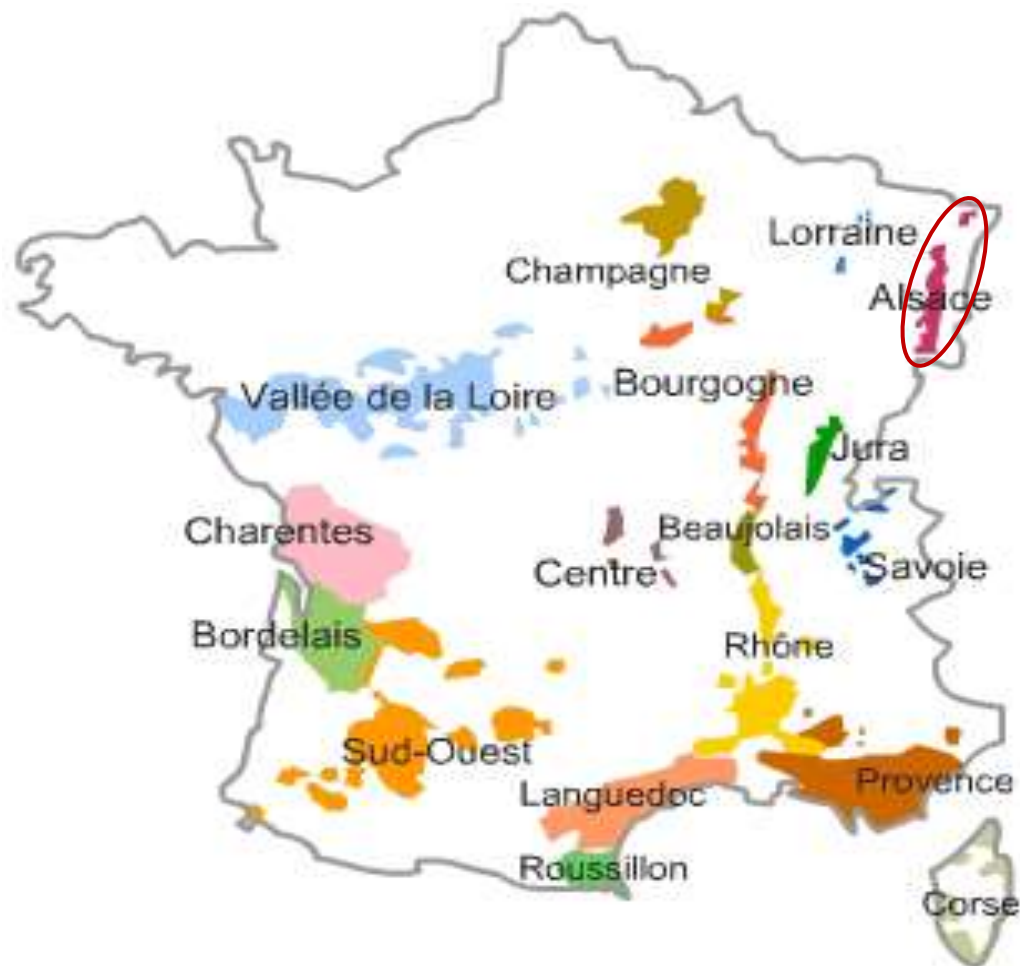 Lorraine
Champagne
Alsace
Bourgogne
Vallée de la Loire
Jura
Charentes
Beaujolais
Centre
Savoie
Bordelais
Rhône
Sud-Ouest
Languedoc
Provence
Roussillon
Corse